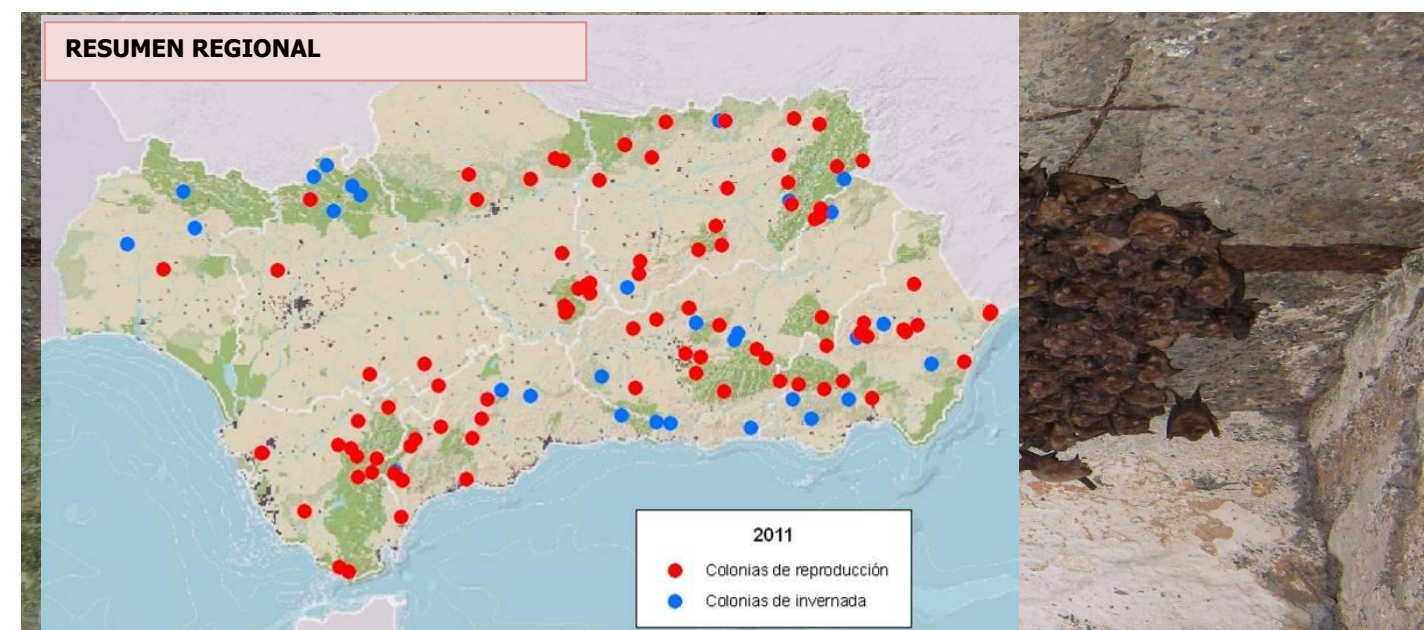 RESUMEN REGIONAL
2011
Colonias de reproducción
Colonias de invernada